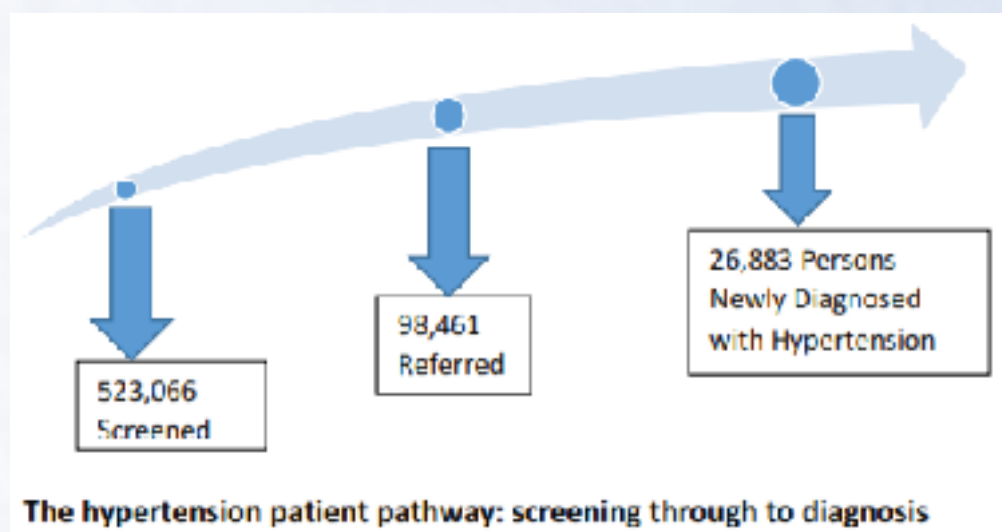 523,066
Screened
98,461
Referred
26,883 Persons
Newly Diagnosed
with Hypertension
The hypertension patient pathway: screening through to diagnosis